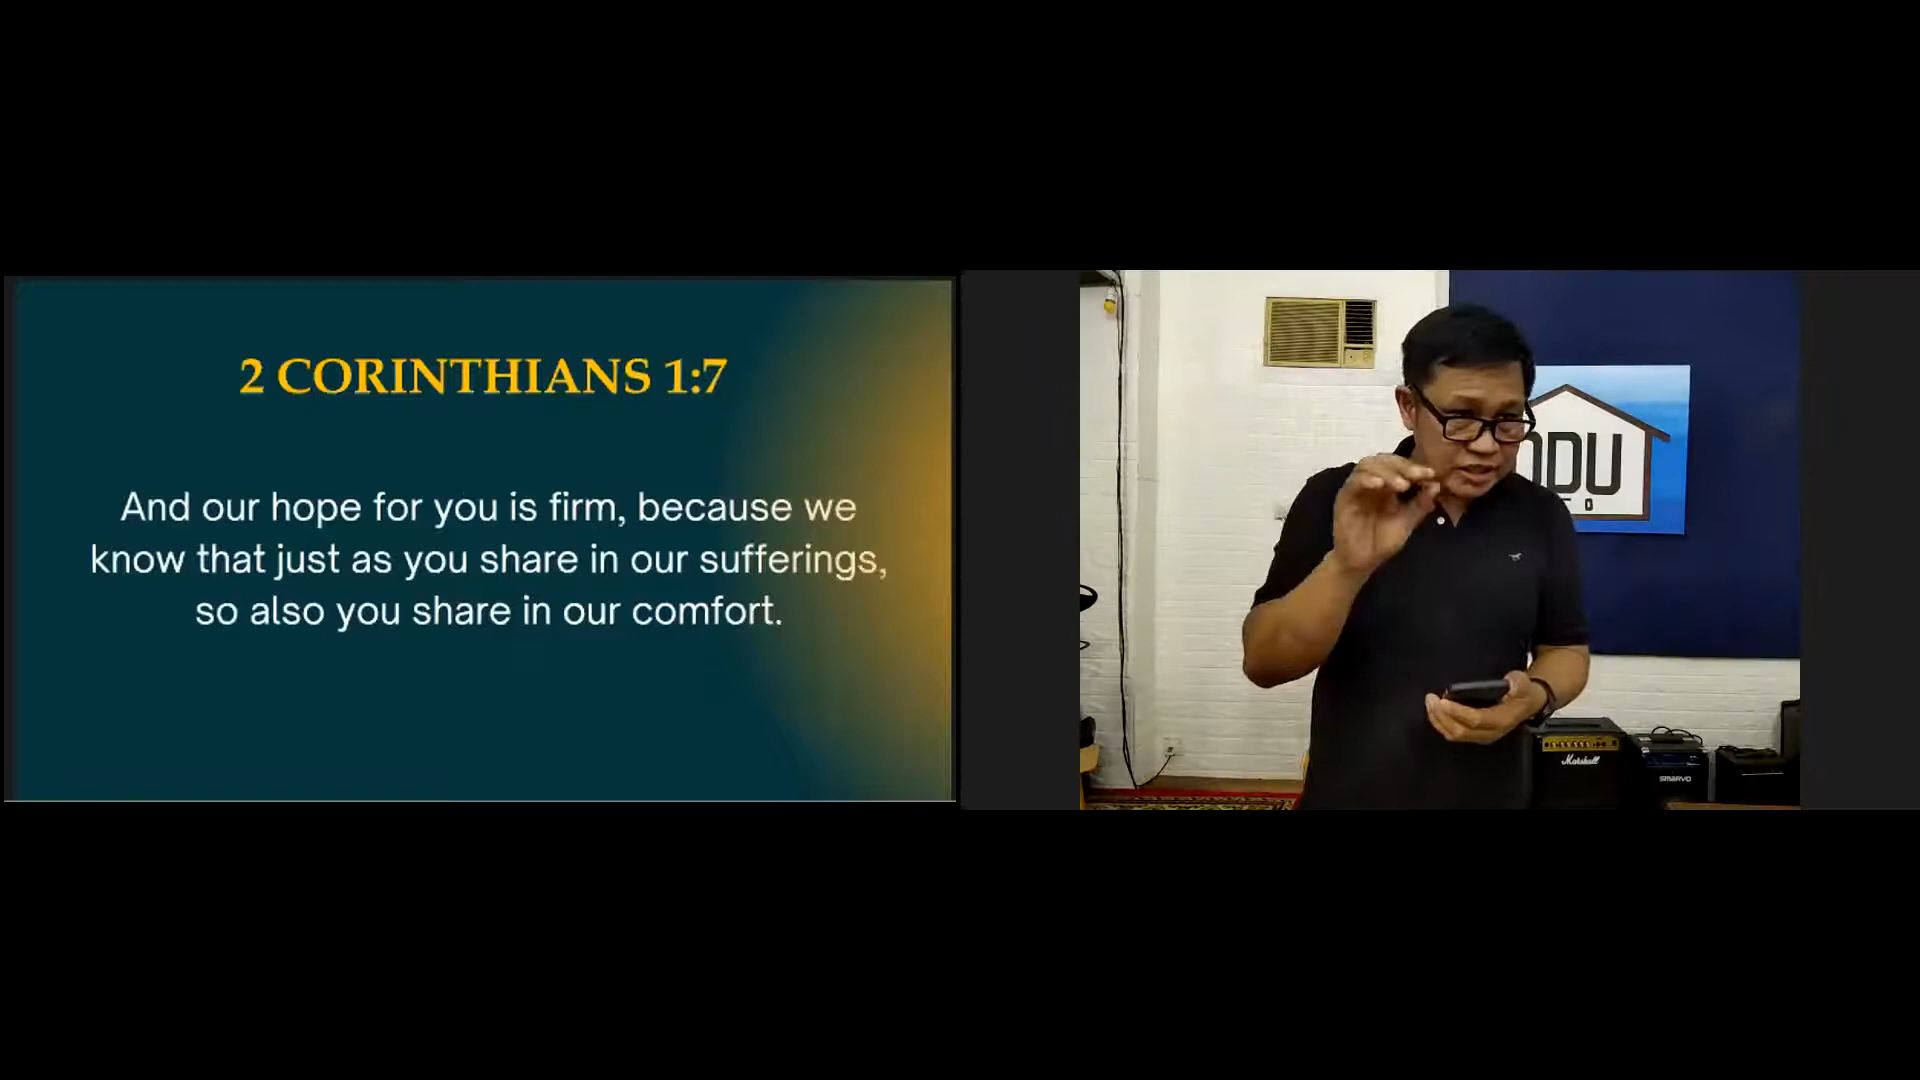 2 CORINTHIANS 1:7
And our hope for you is firm, because we
know that just as you share in our sufferings,
so also you share in our comfort.
Marshall
SMARVO